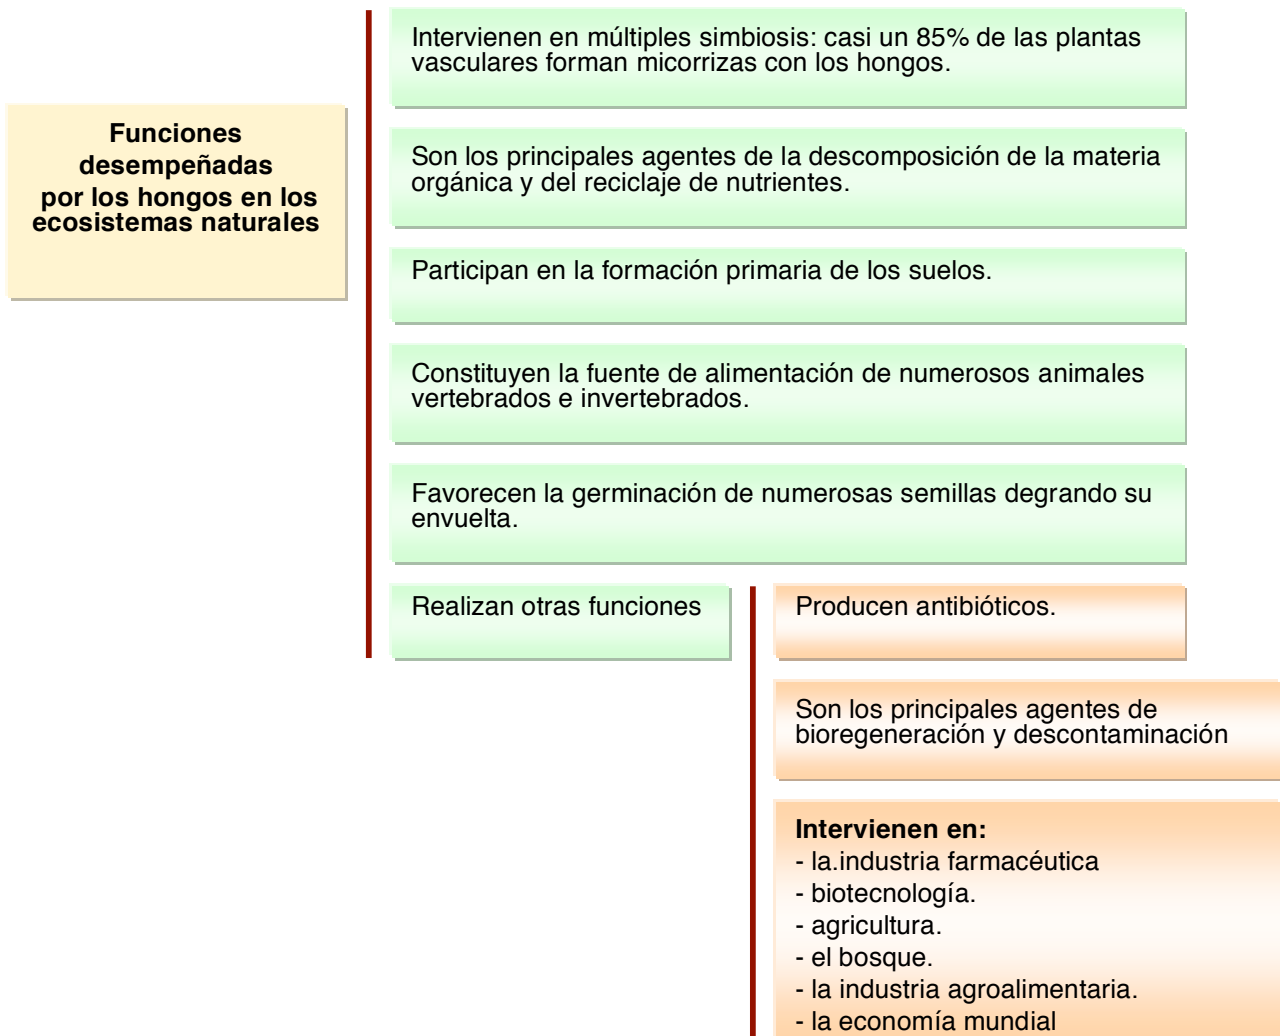 Funciones
desempeñadas
por los hongos en los
ecosistemas naturales
Intervienen en múltiples simbiosis: casi un 85% de las plantas
vasculares forman micorrizas con los hongos.
Son los principales agentes de la descomposición de la materia
orgánica y del reciclaje de nutrientes.
Participan en la formación primaria de los suelos.
Constituyen la fuente de alimentación de numerosos animales
vertebrados e invertebrados.
Favorecen la germinación de numerosas semillas degrando su
envuelta.
Realizan otras funciones
Producen antibióticos.
Son los principales agentes de
bioregeneración y descontaminación
Intervienen en:
- la.industria farmacéutica
- biotecnología.
- agricultura.
- el bosque.
- la industria agroalimentaria.
- la economía mundial